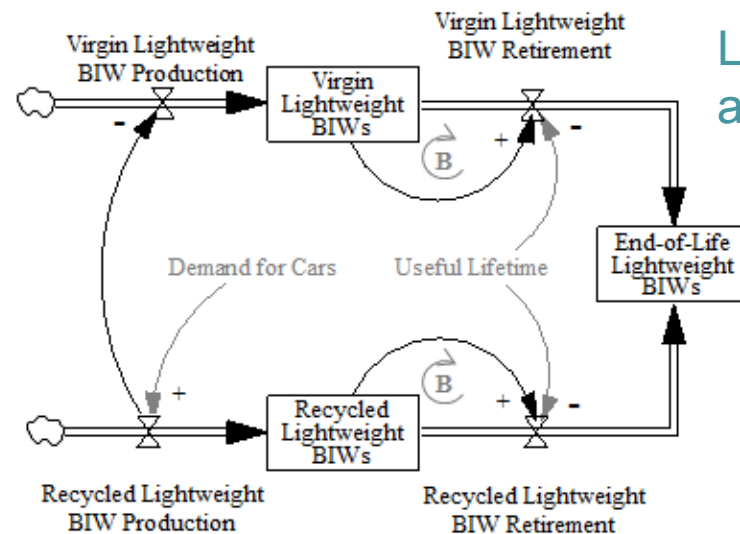 Virgin Lightweight
BIW Production
Virgin Lightweight
BIW Retirement
L
a
Virgin
Lightweight
BIWs
-
+
-
B
End-of-Life
Lightweight
BIWs
Demand for Cars
Useful Lifetime
+
B
+
-
Recycled
Lightweight
BIWs
Recycled Lightweight
BIW Production
Recycled Lightweight
BIW Retirement